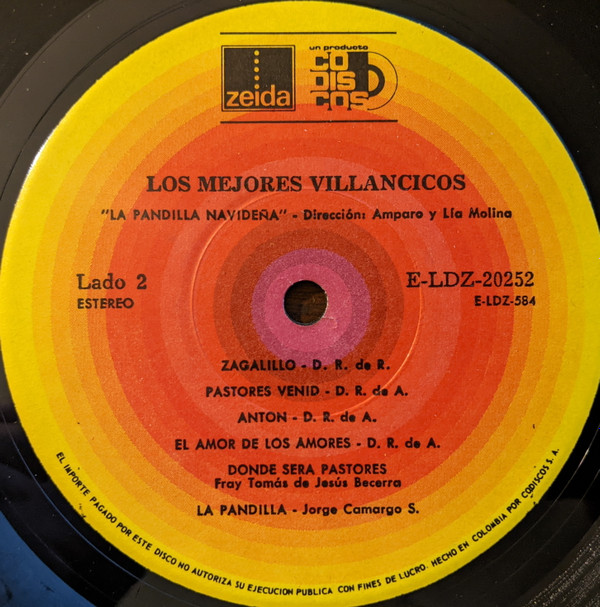 un producto
zeida
CO
DIS
COS
LOS MEJORES VILLANCICOS
"LA PANDILLA NAVIDEÑA" - Dirección: Amparo y Lía Molina
Lado 2
ESTEREO
E-LDZ-20252
E-LDZ-584
ZAGALILLO - D. R. de R.
PASTORES VENID - D. R. de A.
ANTON - D. R. de A.
EL AMOR DE LOS AMORES - D. R. de A.
DONDE SERA PASTORES
Fray Tomás de Jesús Becerra
LA PANDILLA - Jorge Camargo S.
EL IMPORTE PAGADO POR ESTE DISCO NO AUTORIZA SU EJECUCION PUBLICA CON FINES DE LUCRO. HECHO EN COLOMBIA POR CODISCOS S. A.